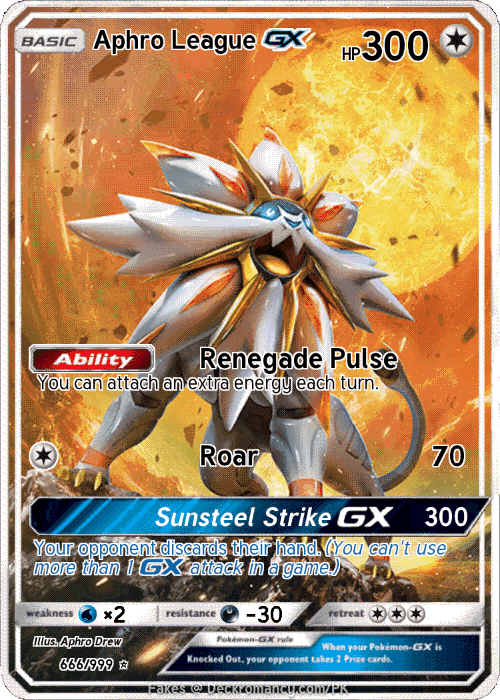 BASIC Aphro League GX HP300
Ability Renegade Pulse
You can attach an extra energy each turn.
Roar 70
Sunsteel Strike GX 300
Your opponent discards their hand. (You can't use
more than 1 GX attack in a game.)
weakness ×2 resistance -30 retreat
Illus. Aphro Drew
666/999
Pokémon-GX rule
When your Pokémon-GX is
Knocked Out, your opponent takes 2 Prize cards.
Fakes @ Deckromancy.com/PK